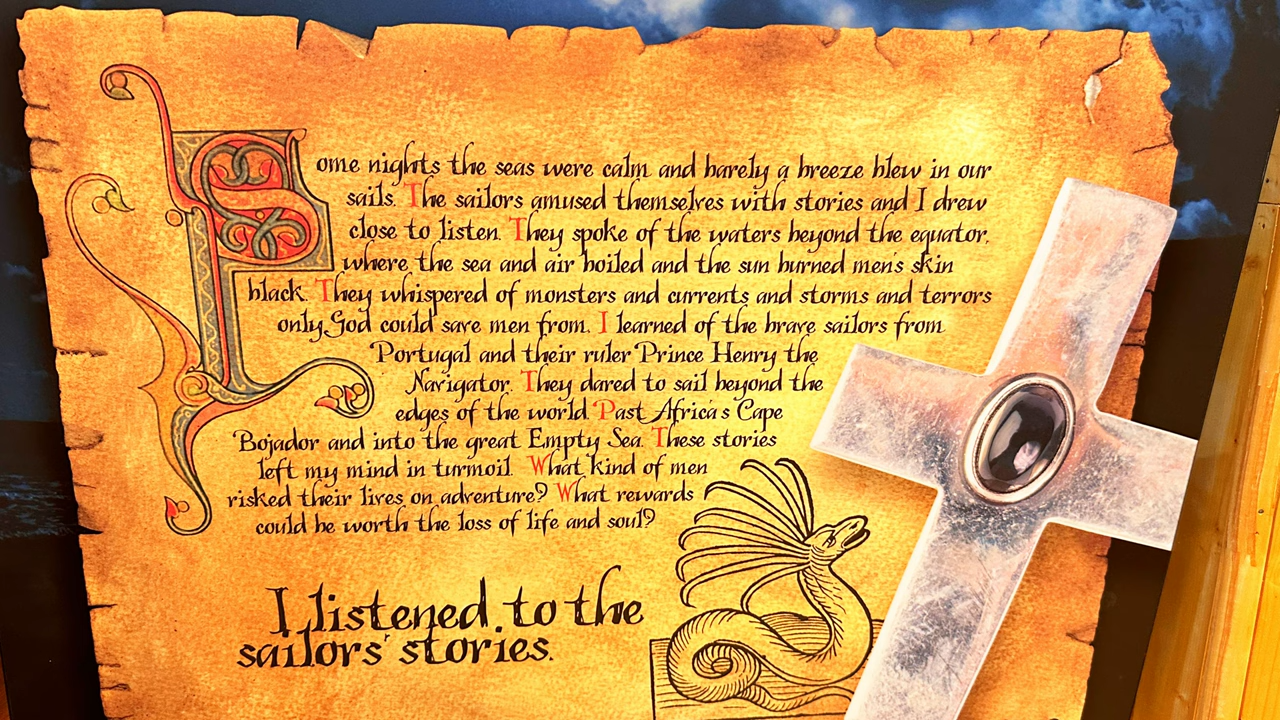 Some nights the seas were calm and barely a breeze blew in our
sails. The sailors amused themselves with stories and I drew
close to listen. They spoke of the waters beyond the equator,
where the sea and air boiled and the sun burned men's skin
black. They whispered of monsters and currents and storms and terrors
only God could save men from. I learned of the brave sailors from
Portugal and their ruler Prince Henry the
Navigator. They dared to sail beyond the
edges of the world Past Africa's Cape
Bojador and into the great Empty Sea. These stories
left my mind in turmoil. What kind of men
risked their lives on adventure? What rewards
could be worth the loss of life and soul?
I listened to the
sailors' stories.